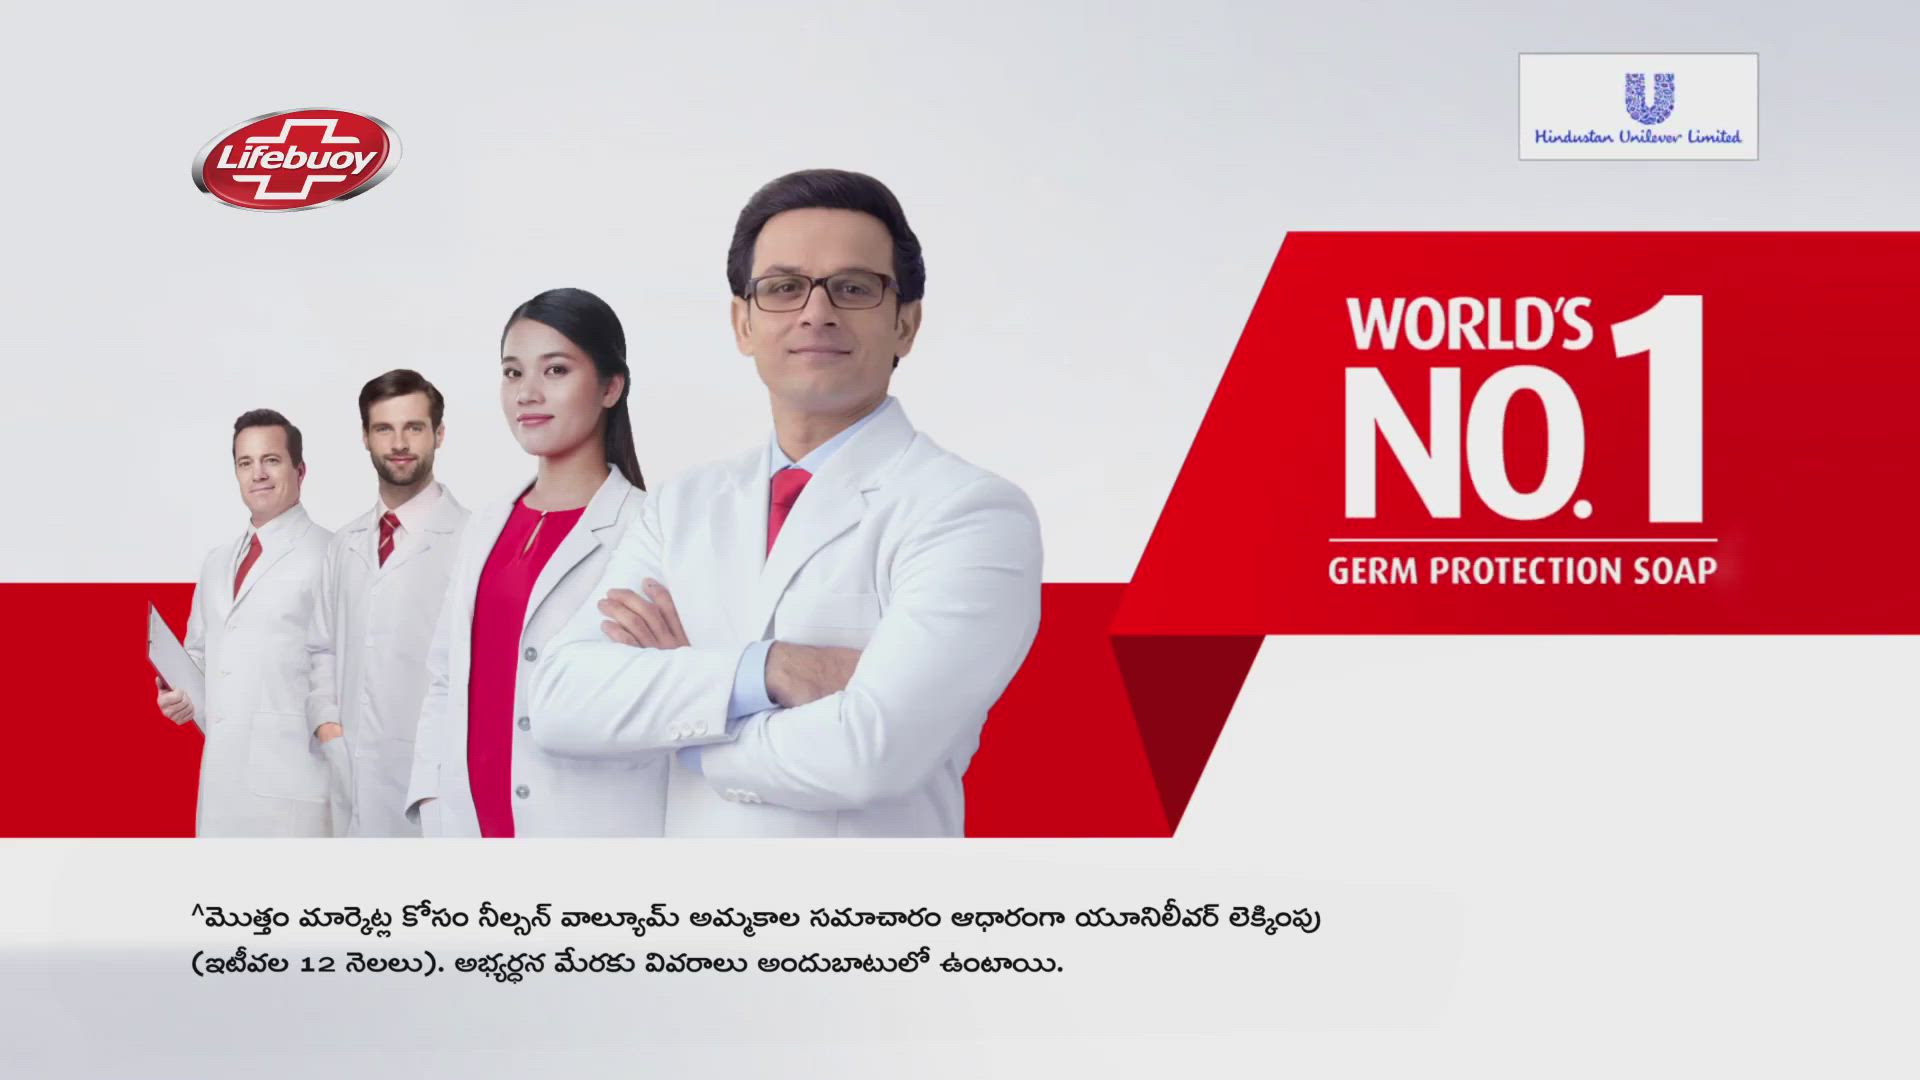 Lifebuoy
U
Hindustan Unilever Limited
WORLD'S
NO. 1
GERM PROTECTION SOAP
^మొత్తం మార్కెట్ల కోసం నీల్సన్ వాల్యూమ్ అమ్మకాల సమాచారం ఆధారంగా యూనిలీవర్ లెక్కింపు
(ఇటీవల 12 నెలలు). అభ్యర్ధన మేరకు వివరాలు అందుబాటులో ఉంటాయి.